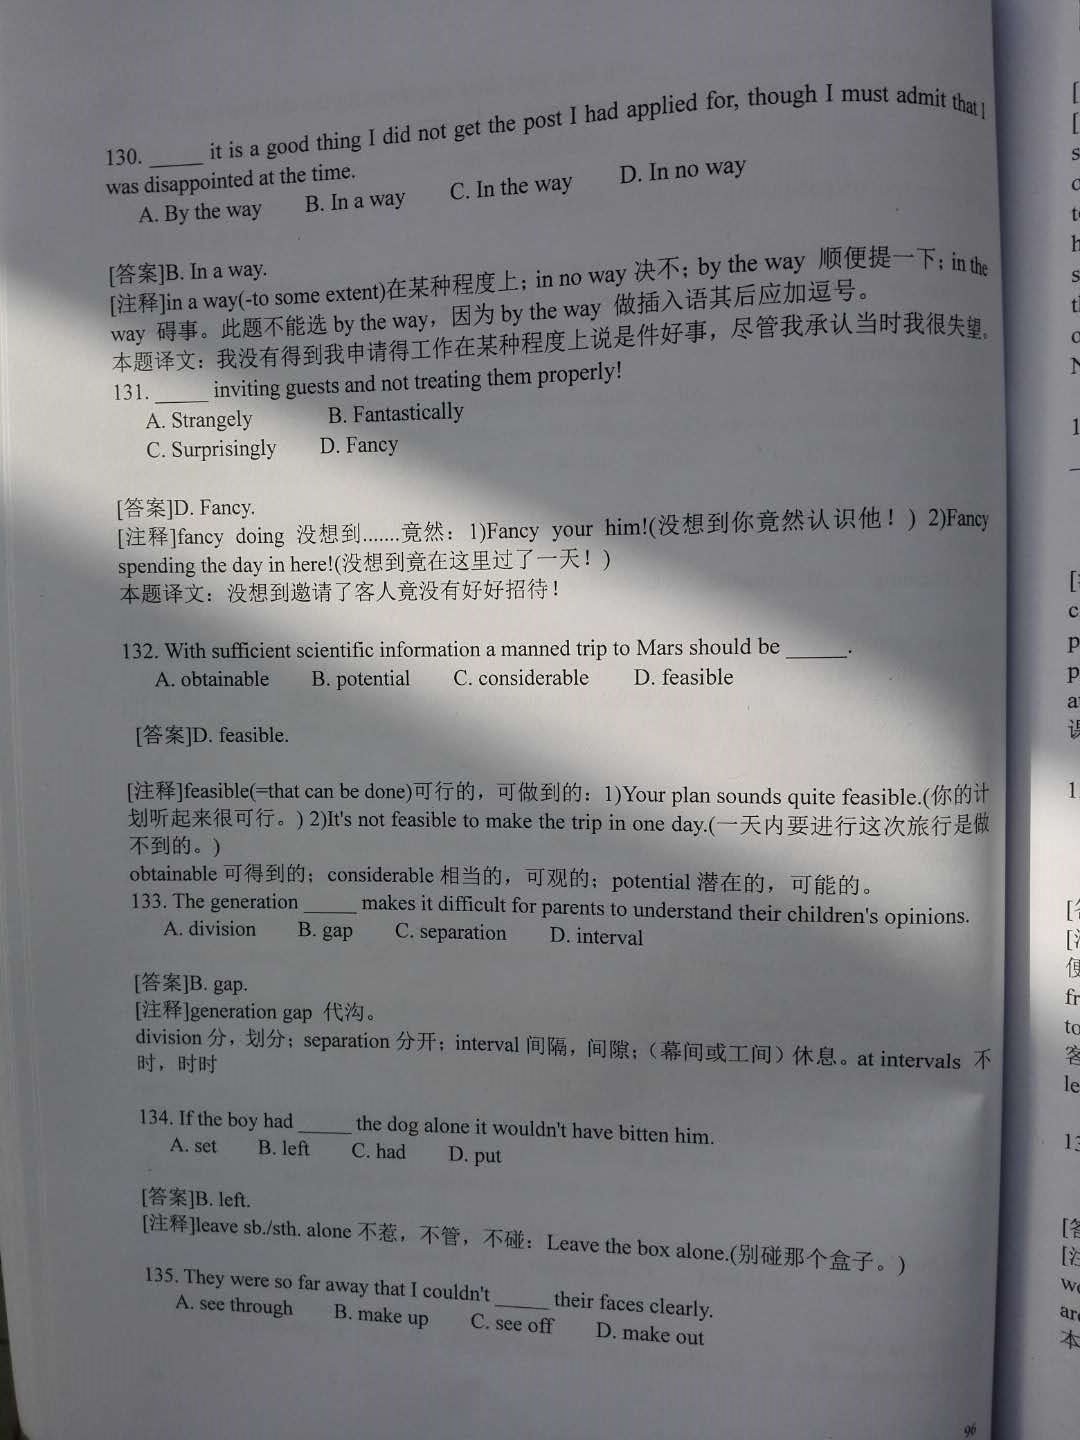 130. _____ it is a good thing I did not get the post I had applied for, though I must admit that I
was disappointed at the time.
A. By the way B. In a way C. In the way D. In no way
[答案]B. In a way.
[注释]in a way(-to some extent)在某种程度上；in no way 决不；by the way 顺便提一下；in the
way 碍事。此题不能选 by the way，因为 by the way 做插入语其后应加逗号。
本题译文：我没有得到我申请得工作在某种程度上说是件好事，尽管我承认当时我很失望。
131. _____ inviting guests and not treating them properly!
A. Strangely B. Fantastically
C. Surprisingly D. Fancy
[答案]D. Fancy.
[注释]fancy doing 没想到.......竟然：1)Fancy your him!(没想到你竟然认识他！) 2)Fancy
spending the day in here!(没想到竟在这里过了一天！)
本题译文：没想到邀请了客人竟没有好好招待！
132. With sufficient scientific information a manned trip to Mars should be ______.
A. obtainable B. potential C. considerable D. feasible
[答案]D. feasible.
[注释]feasible(=that can be done)可行的，可做到的：1)Your plan sounds quite feasible.(你的计
划听起来很可行。) 2)It's not feasible to make the trip in one day.(一天内要进行这次旅行是做
不到的。)
obtainable 可得到的；considerable 相当的，可观的；potential 潜在的，可能的。
133. The generation _____ makes it difficult for parents to understand their children's opinions.
A. division B. gap C. separation D. interval
[答案]B. gap.
[注释]generation gap 代沟。
division 分，划分；separation 分开；interval 间隔，间隙；（幕间或工间）休息。at intervals 不
时，时时
134. If the boy had _____ the dog alone it wouldn't have bitten him.
A. set B. left C. had D. put
[答案]B. left.
[注释]leave sb./sth. alone 不惹，不管，不碰：Leave the box alone.(别碰那个盒子。)
135. They were so far away that I couldn't _____ their faces clearly.
A. see through B. make up C. see off D. make out
96